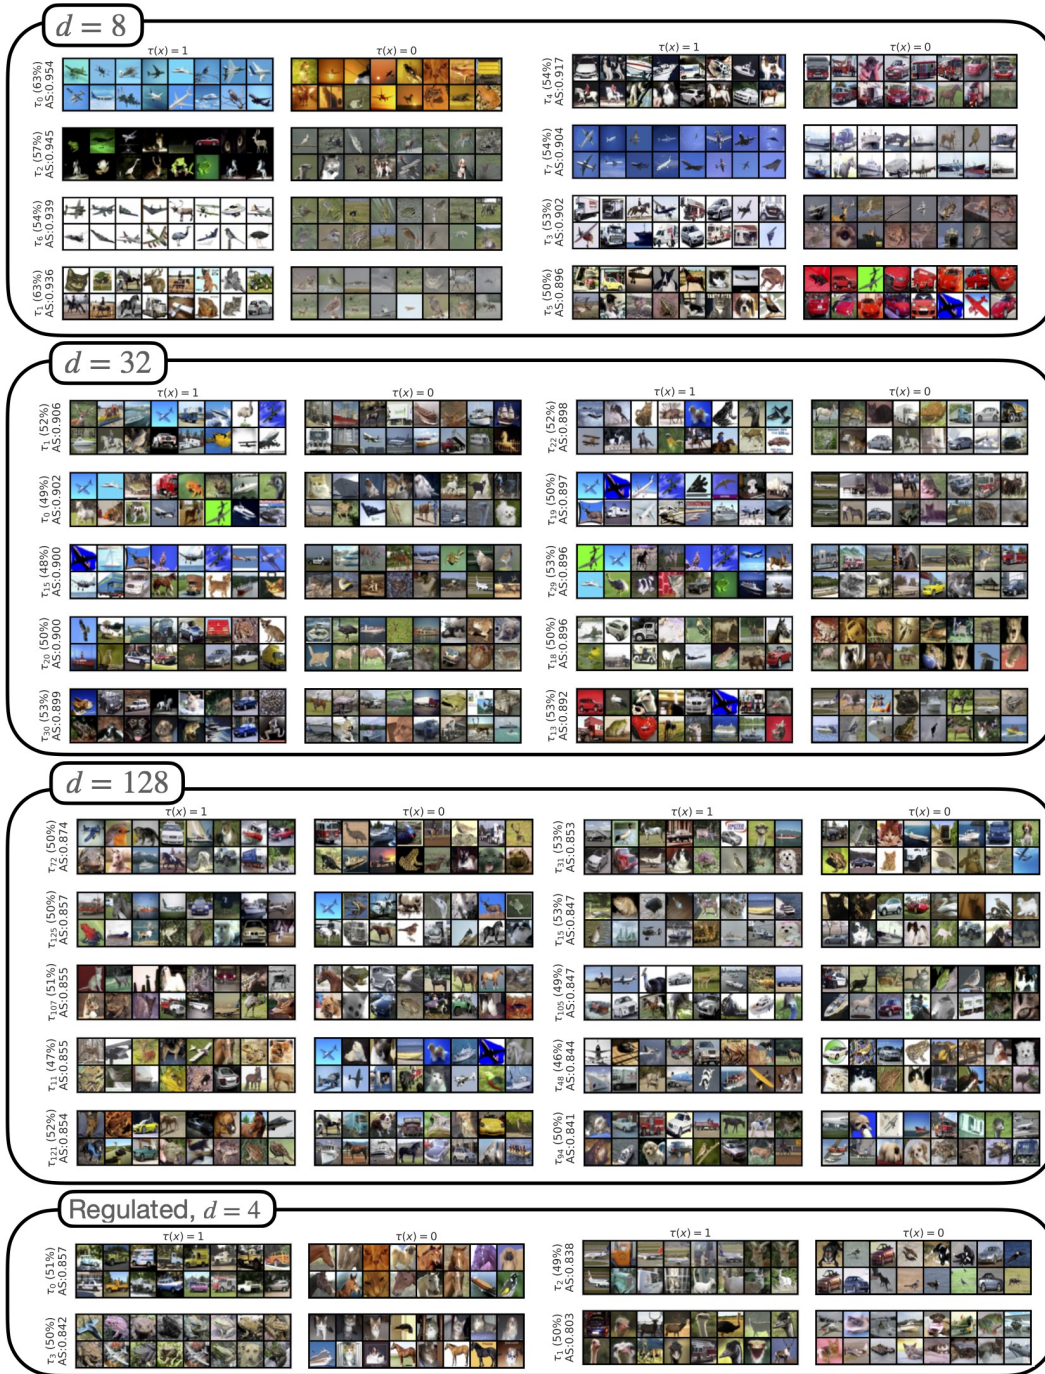 d = 8
τ(x) = 1
τ(x) = 0
τ0 (63%)
AS:0.954
τ2 (57%)
AS:0.945
τ6 (54%)
AS:0.939
τ1 (63%)
AS:0.936
τ(x) = 1
τ(x) = 0
τ4 (54%)
AS:0.917
τ7 (54%)
AS:0.904
τ3 (53%)
AS:0.902
τ5 (50%)
AS:0.896
d = 32
τ(x) = 1
τ(x) = 0
τ1 (52%)
AS:0.906
τ0 (49%)
AS:0.902
τ15 (48%)
AS:0.900
τ20 (50%)
AS:0.900
τ30 (53%)
AS:0.899
τ(x) = 1
τ(x) = 0
τ22 (52%)
AS:0.898
τ19 (50%)
AS:0.897
τ29 (53%)
AS:0.896
τ18 (50%)
AS:0.896
τ13 (53%)
AS:0.892
d = 128
τ(x) = 1
τ(x) = 0
τ72 (50%)
AS:0.874
τ125 (50%)
AS:0.857
τ107 (51%)
AS:0.855
τ11 (47%)
AS:0.855
τ121 (52%)
AS:0.854
τ(x) = 1
τ(x) = 0
τ31 (53%)
AS:0.853
τ15 (53%)
AS:0.847
τ105 (49%)
AS:0.847
τ48 (46%)
AS:0.844
τ94 (50%)
AS:0.841
Regulated, d = 4
τ(x) = 1
τ(x) = 0
τ0 (51%)
AS:0.857
τ3 (50%)
AS:0.842
τ(x) = 1
τ(x) = 0
τ2 (49%)
AS:0.838
τ1 (50%)
AS:0.803